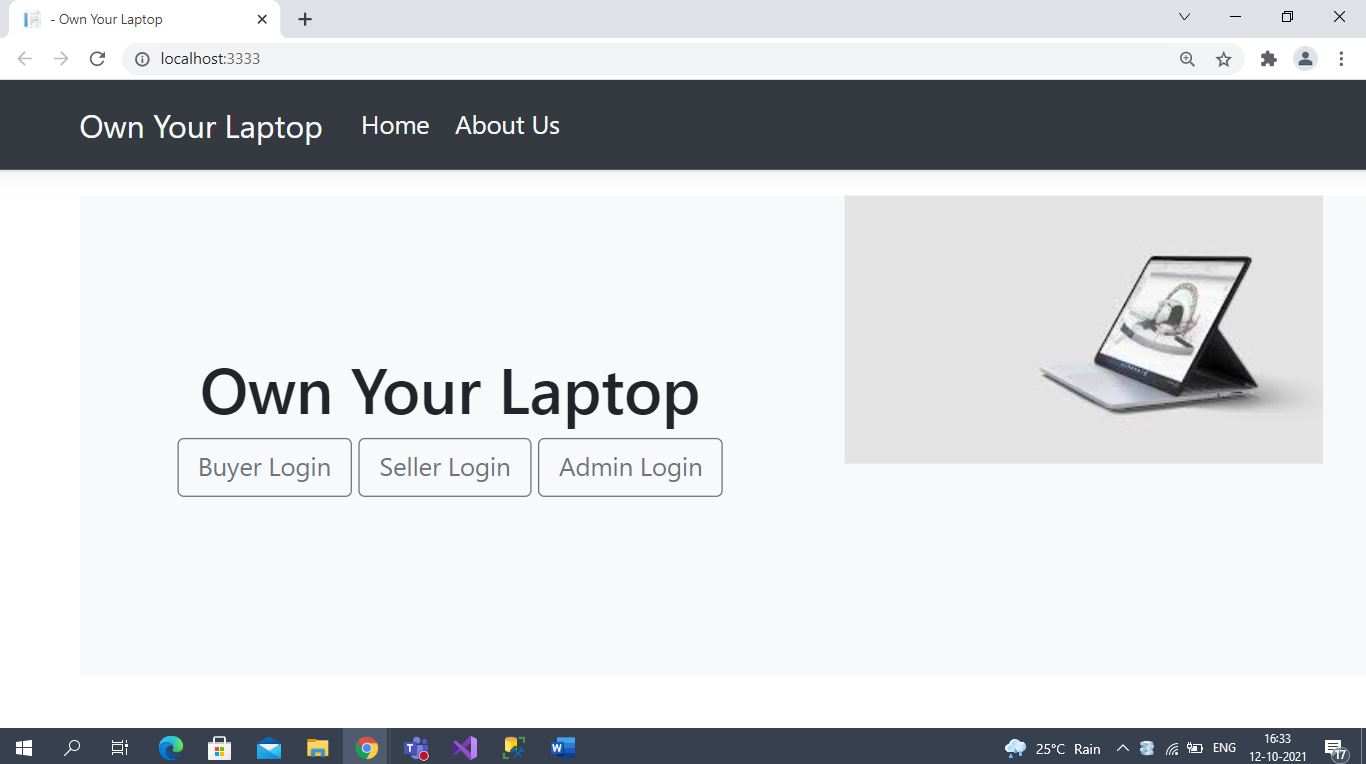 - Own Your Laptop
localhost:3333
Own Your Laptop Home About Us
Own Your Laptop
Buyer Login Seller Login Admin Login
25°C Rain ENG 16:33
12-10-2021
17